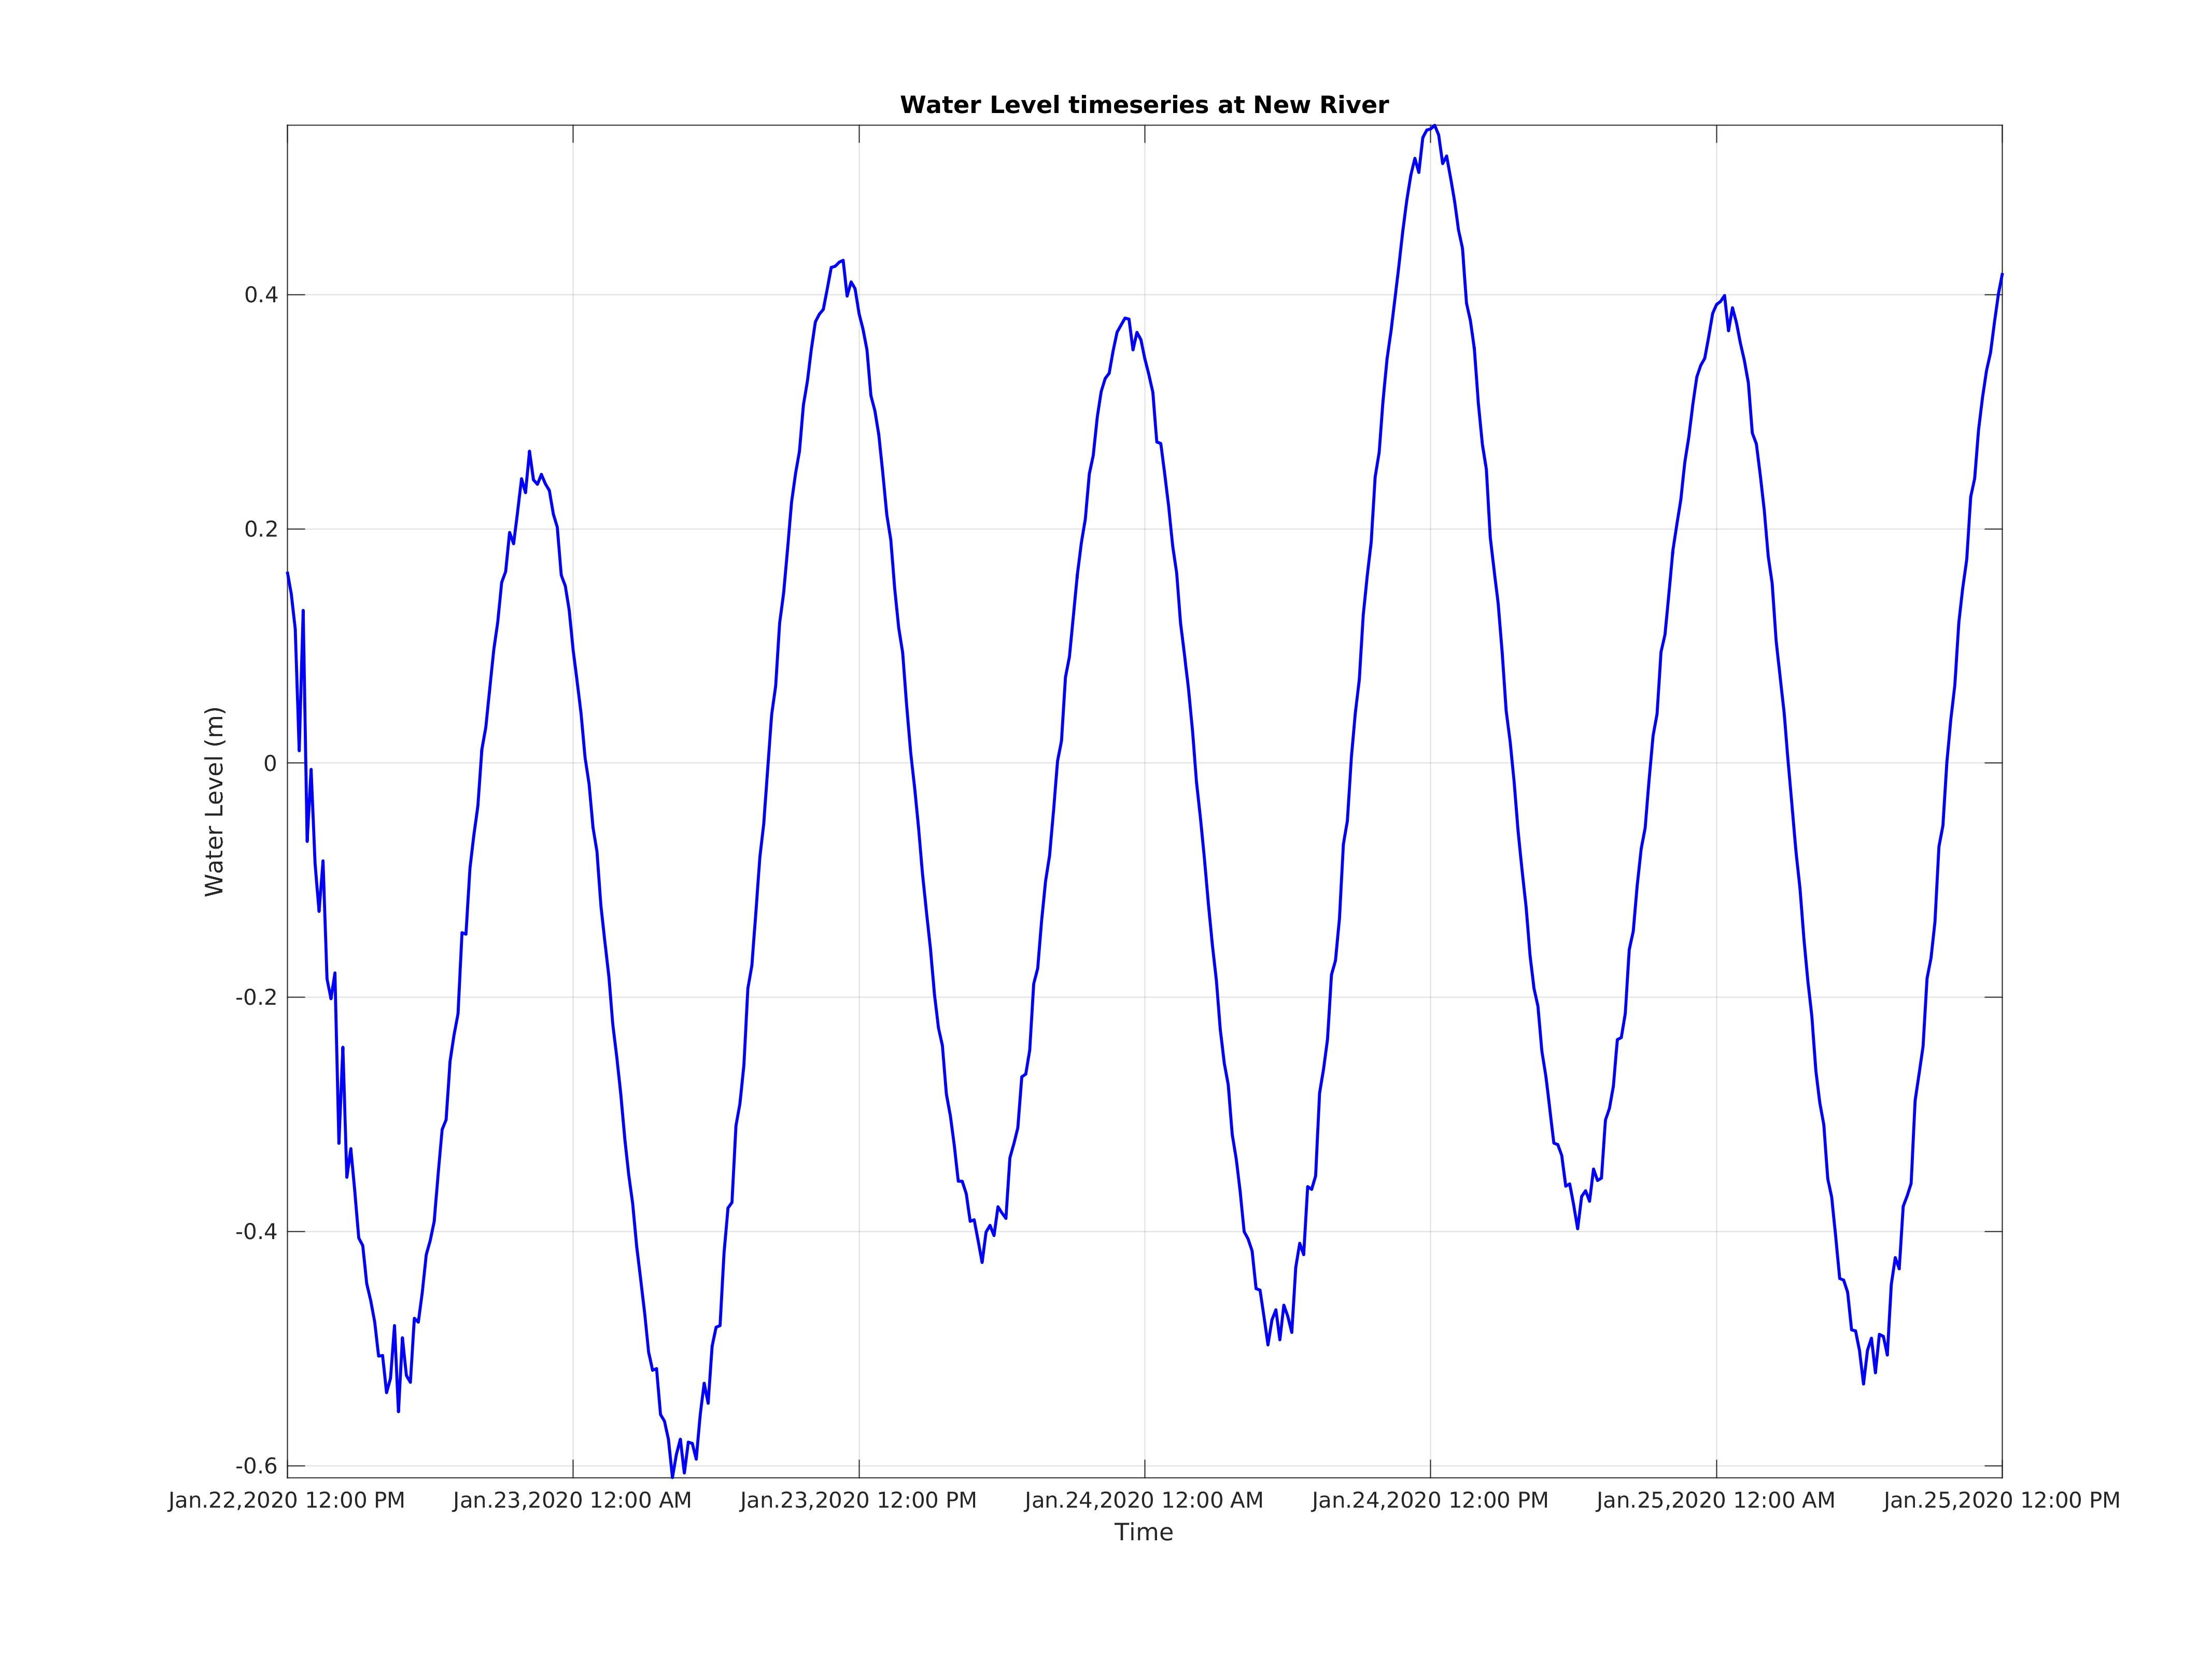 Water Level timeseries at New River
Water Level (m)
0.4
0.2
0
-0.2
-0.4
-0.6
Jan.22,2020 12:00 PM Jan.23,2020 12:00 AM Jan.23,2020 12:00 PM Jan.24,2020 12:00 AM Jan.24,2020 12:00 PM Jan.25,2020 12:00 AM Jan.25,2020 12:00 PM
Time